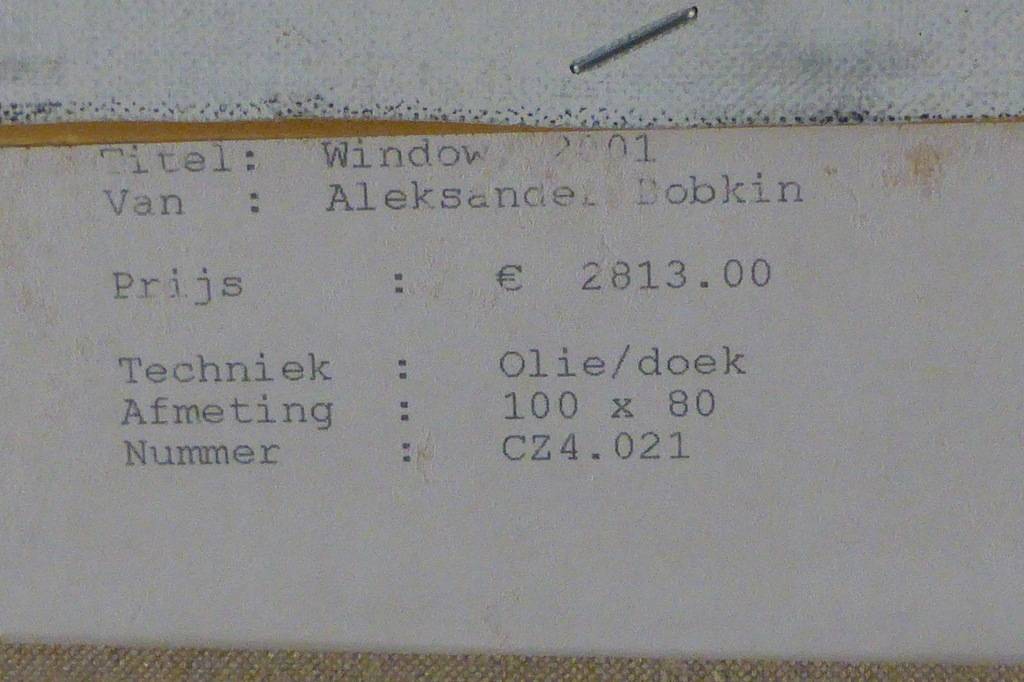 Titel: Window 2001
Van : Aleksander Bobkin
Prijs : € 2813.00
Techniek : Olie/doek
Afmeting : 100 x 80
Nummer : CZ4.021